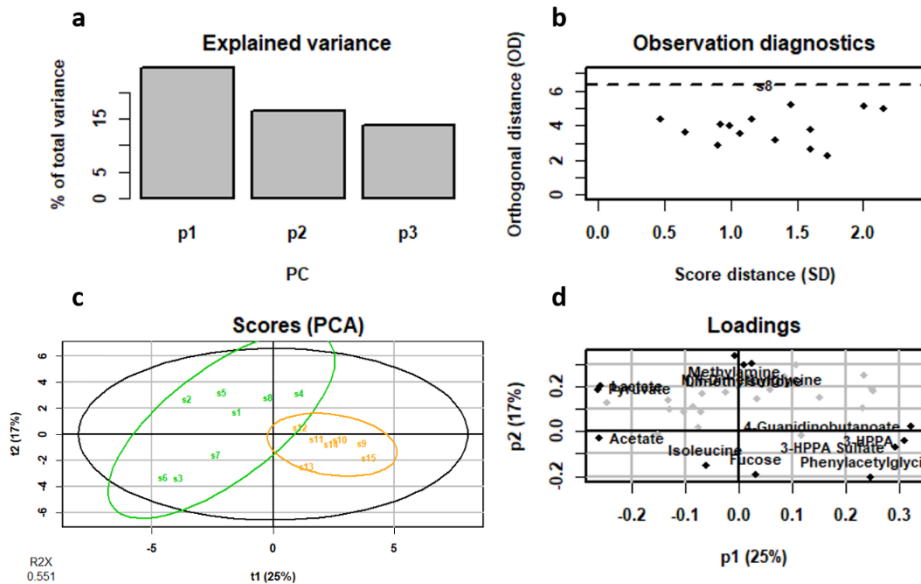 a
Explained variance
% of total variance
5
15
p1
p2
p3
PC
b
Observation diagnostics
Orthogonal distance (OD)
0
2
4
6
s8
0.0
0.5
1.0
1.5
2.0
Score distance (SD)
c
Scores (PCA)
t2 (17%)
6
4
2
0
-2
-4
-6
s2
s5
s1
s8
s4
s7
s6
s3
s12
s11
s10
s9
s15
s13
-5
0
5
R2X
0.551
t1 (25%)
d
Loadings
p2 (17%)
0.2
0.0
-0.2
Methylamine
Lactate
Pyruvate
4-Guanidinobutanoate
Acetate
3-HPPA
Isoleucine
3-HPPA Sulfate
Fucose
Phenylacetylglyci
-0.2
-0.1
0.0
0.1
0.2
0.3
p1 (25%)